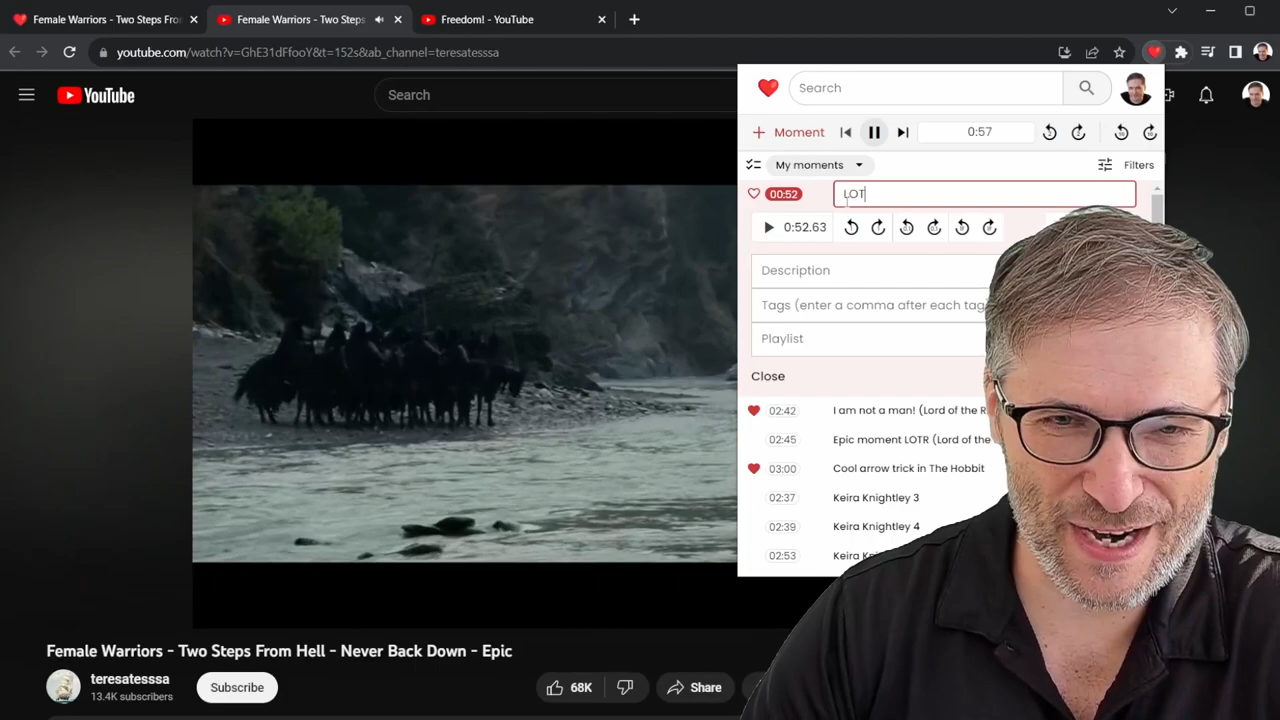 Female Warriors - Two Steps Fro
Female Warriors - Two Steps
Freedom! - YouTube
youtube.com/watch?v=GhE31dFfooY&t=152s&ab_channel=teresatesssa
YouTube
Search
Search
Moment
0:57
My moments
Filters
00:52
LOT
0:52.63
Description
Tags (enter a comma after each tag
Playlist
Close
02:42 I am not a man! (Lord of the R
02:45 Epic moment LOTR (Lord of the
03:00 Cool arrow trick in The Hobbit
02:37 Keira Knightley 3
02:39 Keira Knightley 4
02:53 Keira
Female Warriors - Two Steps From Hell - Never Back Down - Epic
teresatesssa
13.4K subscribers
Subscribe
68K
Share